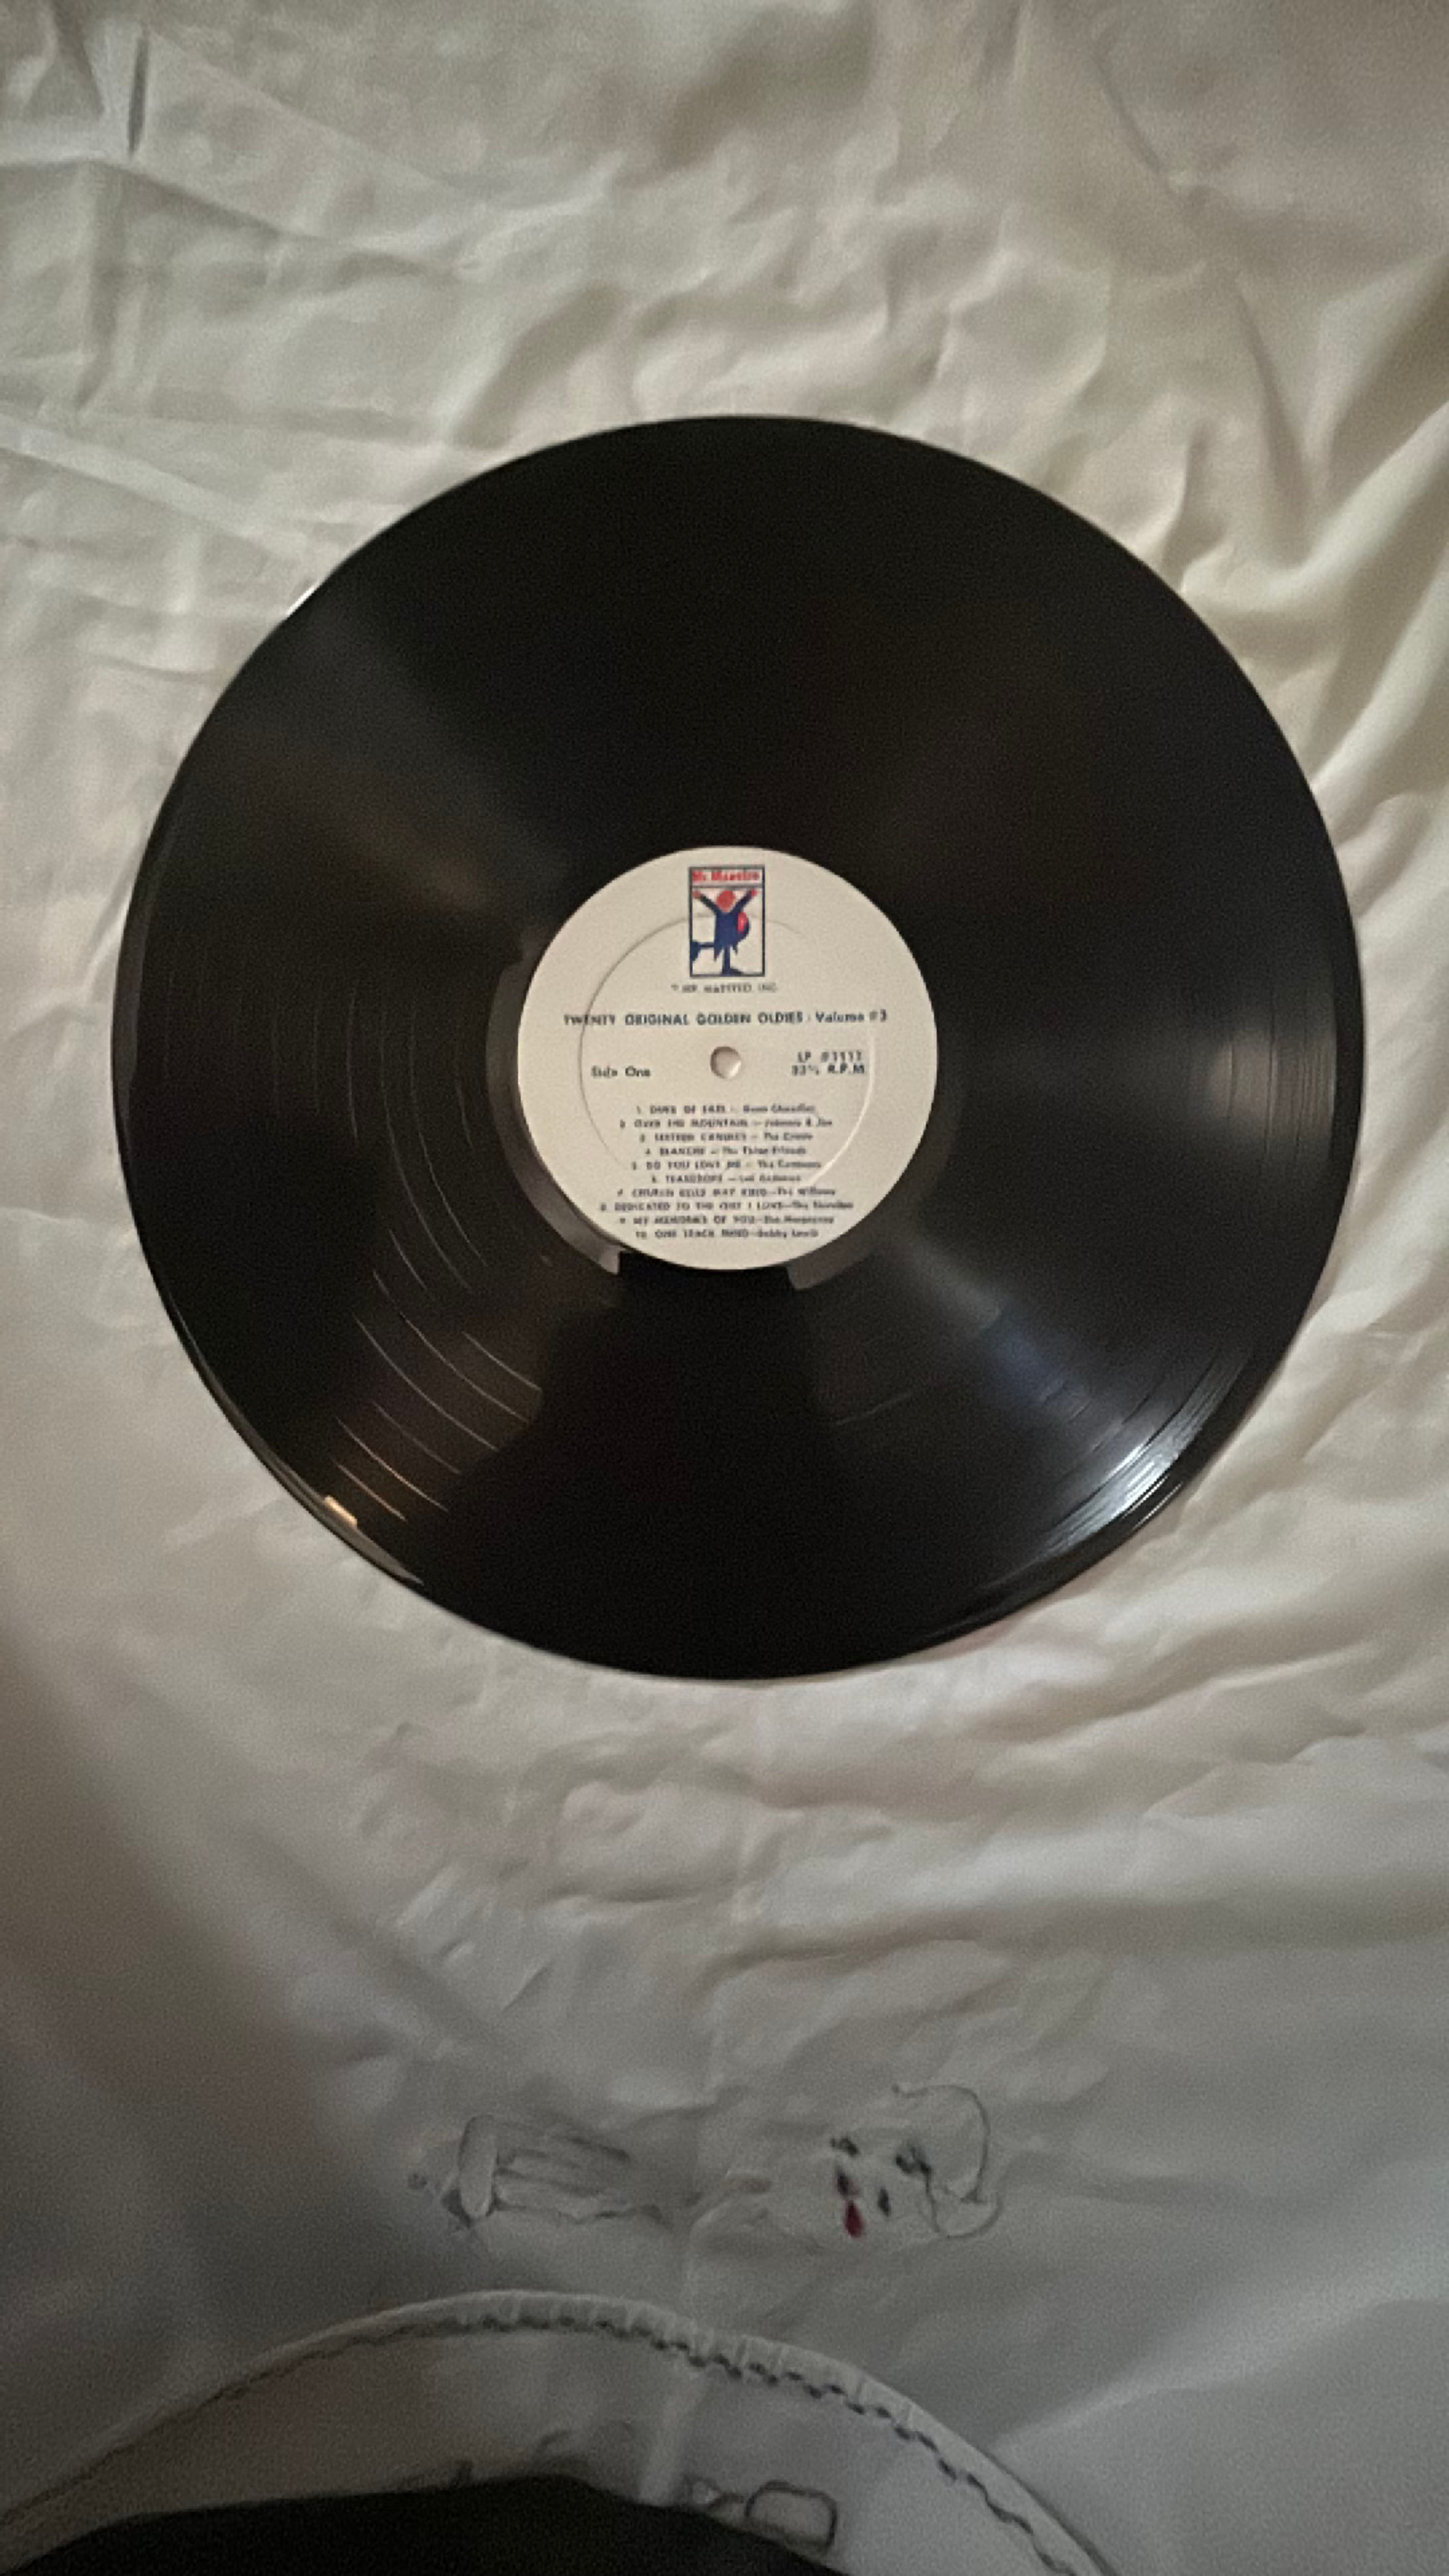 Mr. Maestro
MR. MAESTRO, INC.
TWENTY ORIGINAL GOLDEN OLDIES - Volume #3
Side One
LP #1113
33⅓ R.P.M.
1. DUKE OF EARL - Gene Chandler
2. OVER THE MOUNTAIN — Johnnie & Joe
3. SIXTEEN CANDLES — The Crests
4. BLANCHE — The Three Friends
5. DO YOU LOVE ME — The Contours
6. TEARDROPS — Lee Andrews
7. CHURCH BELLS MAY RING—The Willows
8. DEDICATED TO THE ONE I LOVE—The Shirelles
9. MY MEMORIES OF YOU—The Harptones
10. ONE TRACK MIND—Bobby Lewis